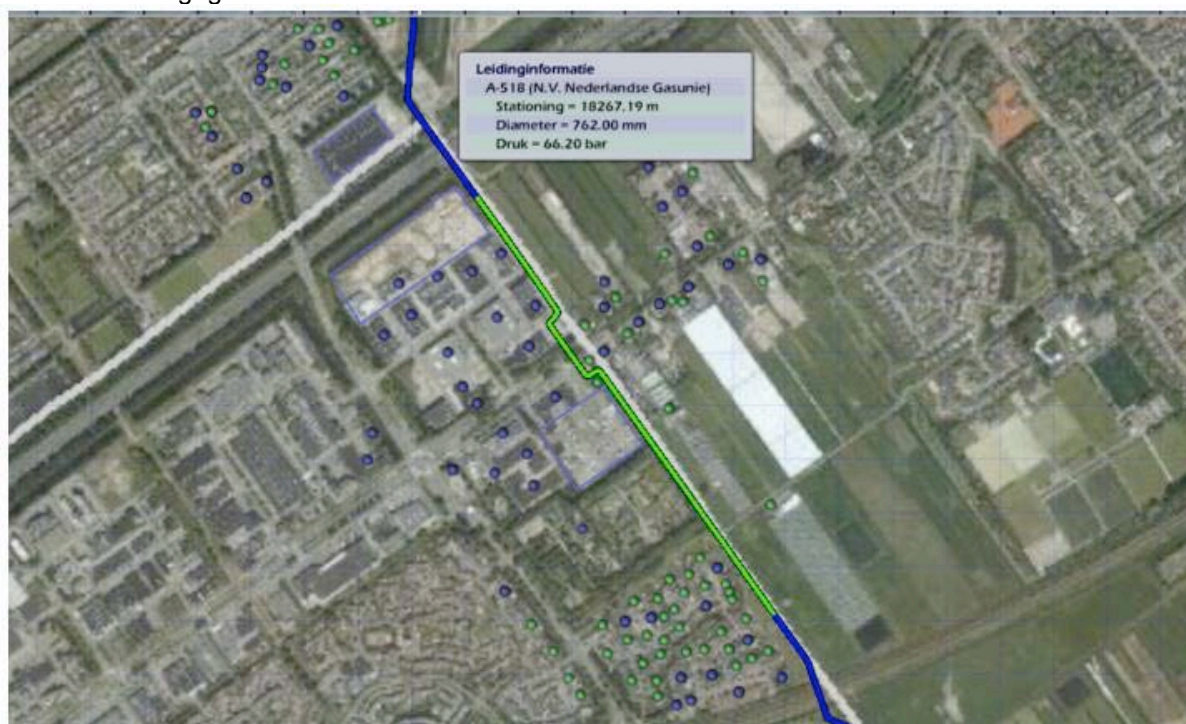 Leidinginformatie
A-518 (N.V. Nederlandse Gasunie)
Stationing = 18267.19 m
Diameter = 762.00 mm
Druk = 66.20 bar